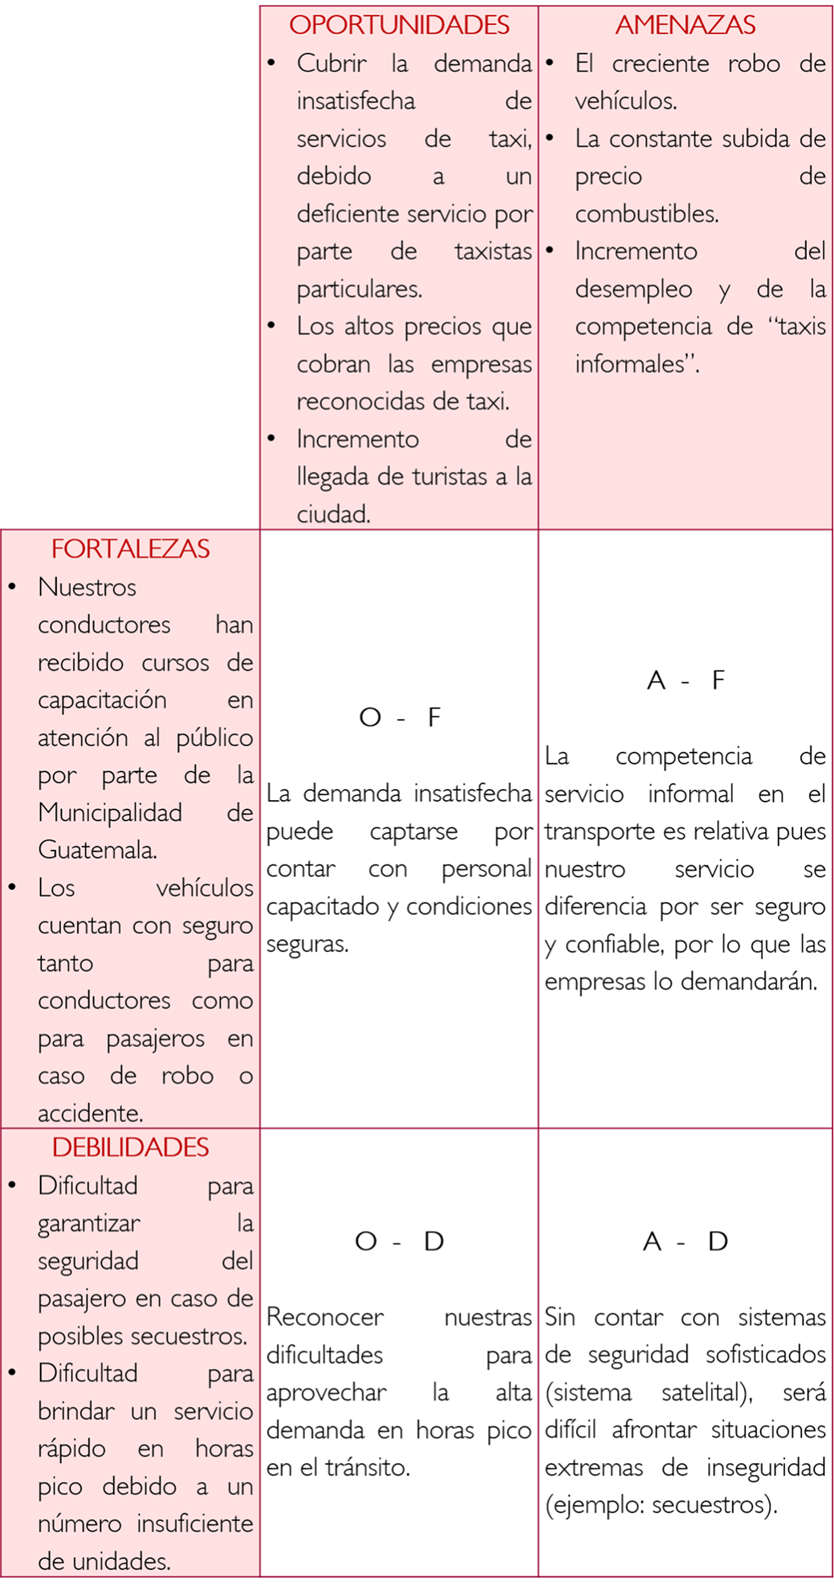 OPORTUNIDADES
• Cubrir la demanda
insatisfecha de
servicios de taxi,
debido a un
deficiente servicio por
parte de taxistas
particulares.
• Los altos precios que
cobran las empresas
reconocidas de taxi.
• Incremento de
llegada de turistas a la
ciudad.
AMENAZAS
• El creciente robo de
vehículos.
• La constante subida de
precio de
combustibles.
• Incremento del
desempleo y de la
competencia de “taxis
informales”.
FORTALEZAS
• Nuestros
conductores han
recibido cursos de
capacitación en
atención al público
por parte de la
Municipalidad de
Guatemala.
• Los vehículos
cuentan con seguro
tanto para
conductores como
para pasajeros en
caso de robo o
accidente.
O - F
La demanda insatisfecha
puede captarse por
contar con personal
capacitado y condiciones
seguras.
A - F
La competencia de
servicio informal en el
transporte es relativa pues
nuestro servicio se
diferencia por ser seguro
y confiable, por lo que las
empresas lo demandarán.
DEBILIDADES
• Dificultad para
garantizar la
seguridad del
pasajero en caso de
posibles secuestros.
• Dificultad para
brindar un servicio
rápido en horas
pico debido a un
número insuficiente
de unidades.
O - D
Reconocer nuestras
dificultades para
aprovechar la alta
demanda en horas pico
en el tránsito.
A - D
Sin contar con sistemas
de seguridad sofisticados
(sistema satelital), será
difícil afrontar situaciones
extremas de inseguridad
(ejemplo: secuestros).